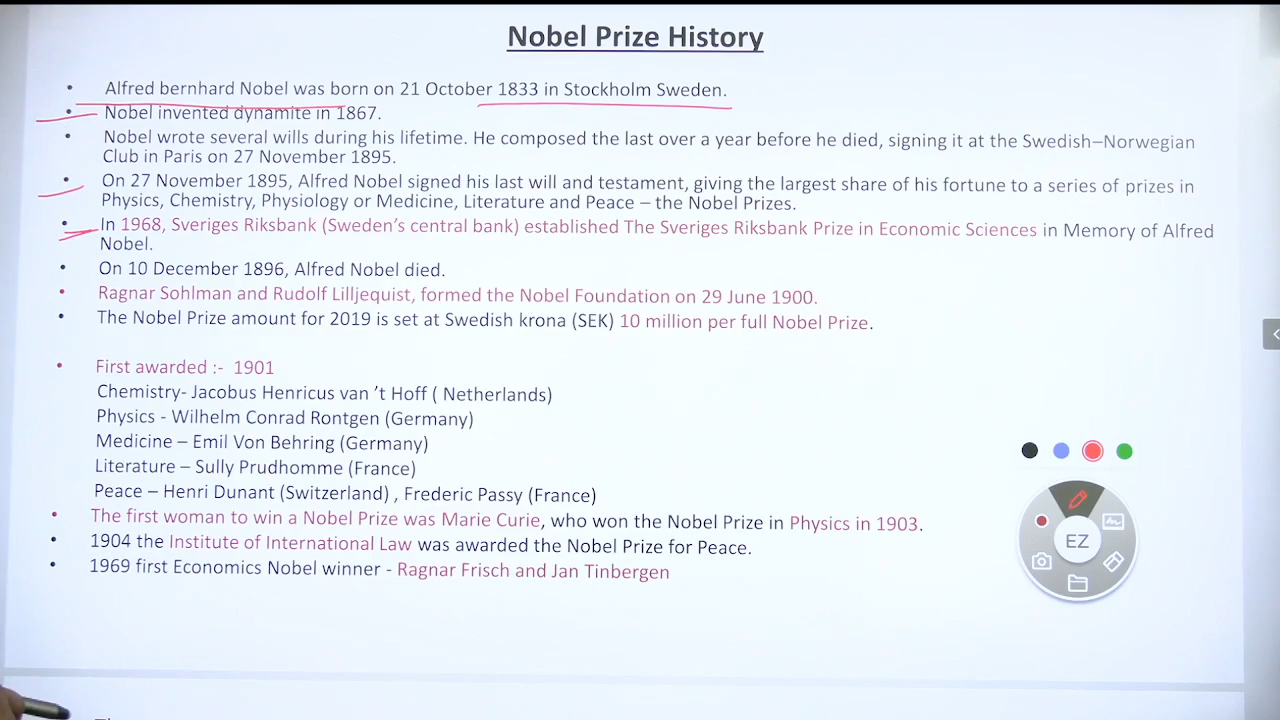 Nobel Prize History
• Alfred bernhard Nobel was born on 21 October 1833 in Stockholm Sweden.
• Nobel invented dynamite in 1867.
• Nobel wrote several wills during his lifetime. He composed the last over a year before he died, signing it at the Swedish–Norwegian
Club in Paris on 27 November 1895.
• On 27 November 1895, Alfred Nobel signed his last will and testament, giving the largest share of his fortune to a series of prizes in
Physics, Chemistry, Physiology or Medicine, Literature and Peace – the Nobel Prizes.
• In 1968, Sveriges Riksbank (Sweden's central bank) established The Sveriges Riksbank Prize in Economic Sciences in Memory of Alfred
Nobel.
• On 10 December 1896, Alfred Nobel died.
• Ragnar Sohlman and Rudolf Lilljequist, formed the Nobel Foundation on 29 June 1900.
• The Nobel Prize amount for 2019 is set at Swedish krona (SEK) 10 million per full Nobel Prize.
• First awarded :- 1901
Chemistry- Jacobus Henricus van 't Hoff ( Netherlands)
Physics - Wilhelm Conrad Rontgen (Germany)
Medicine – Emil Von Behring (Germany)
Literature – Sully Prudhomme (France)
Peace – Henri Dunant (Switzerland) , Frederic Passy (France)
• The first woman to win a Nobel Prize was Marie Curie, who won the Nobel Prize in Physics in 1903.
• 1904 the Institute of International Law was awarded the Nobel Prize for Peace.
• 1969 first Economics Nobel winner - Ragnar Frisch and Jan Tinbergen
EZ